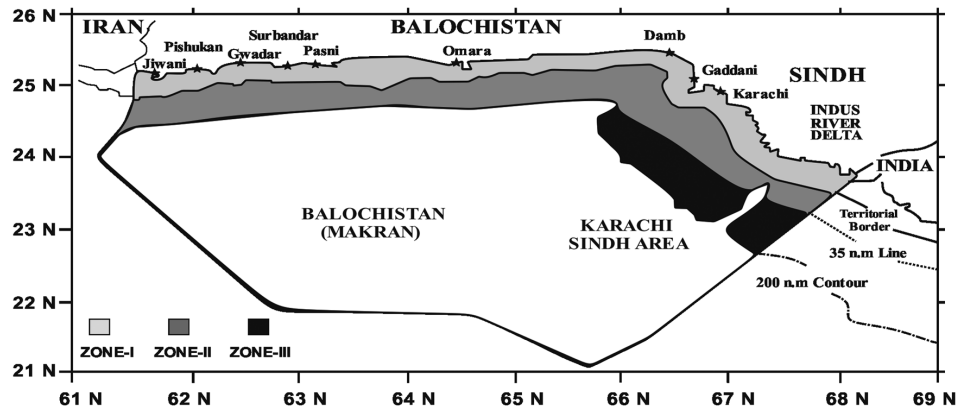 26 N
IRAN
BALOCHISTAN
Surbandar
Pishukan
Damb
Gwadar
Pasni
Omara
Jiwani
25 N
Gaddani
SINDH
Karachi
INDUS
RIVER
DELTA
24 N
INDIA
BALOCHISTAN
(MAKRAN)
KARACHI
SINDH AREA
Territorial
Border
23 N
35 n.m Line
200 n.m Contour
22 N
ZONE-I
ZONE-II
ZONE-III
21 N
61 N
62 N
63 N
64 N
65 N
66 N
67 N
68 N
69 N